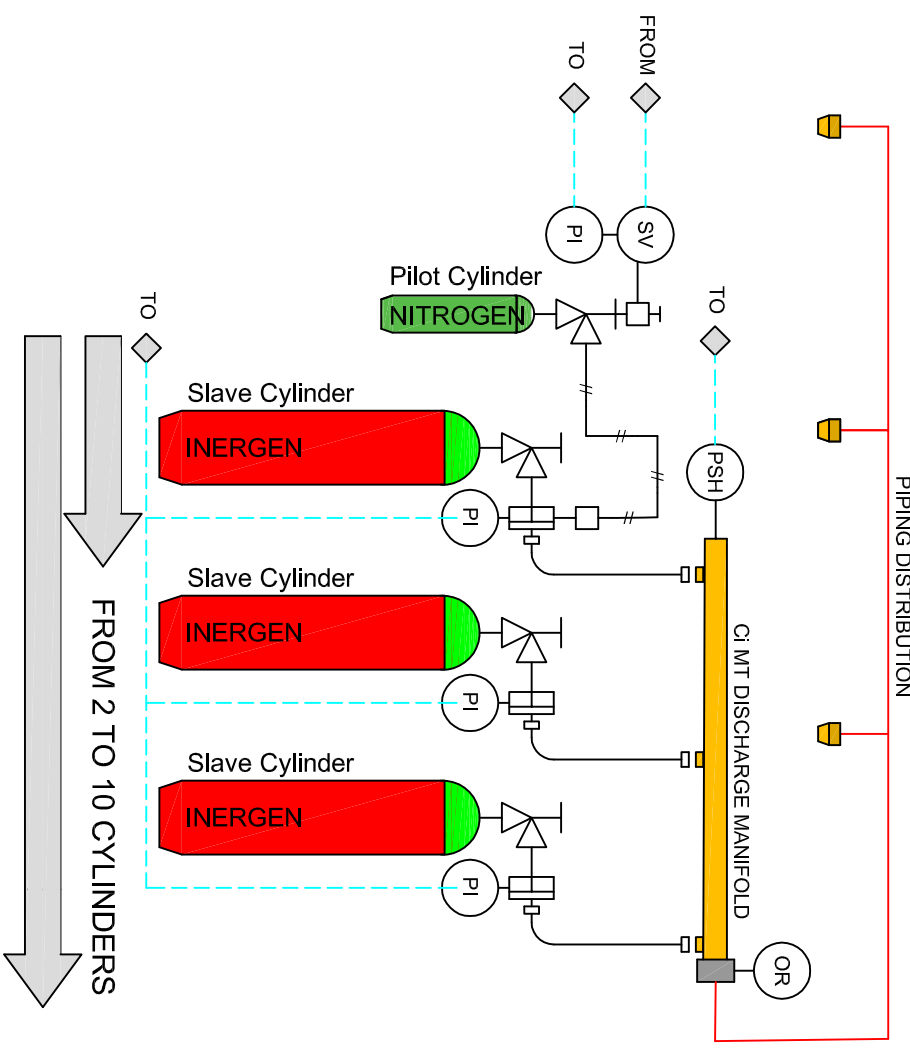 FROM
TO
PIPING DISTRIBUTION
SV
PI
Pilot Cylinder
NITROGEN
TO
TO
PSH
Slave Cylinder
INERGEN
PI
Slave Cylinder
INERGEN
PI
Slave Cylinder
INERGEN
PI
Ci MT DISCHARGE MANIFOLD
OR
FROM 2 TO 10 CYLINDERS